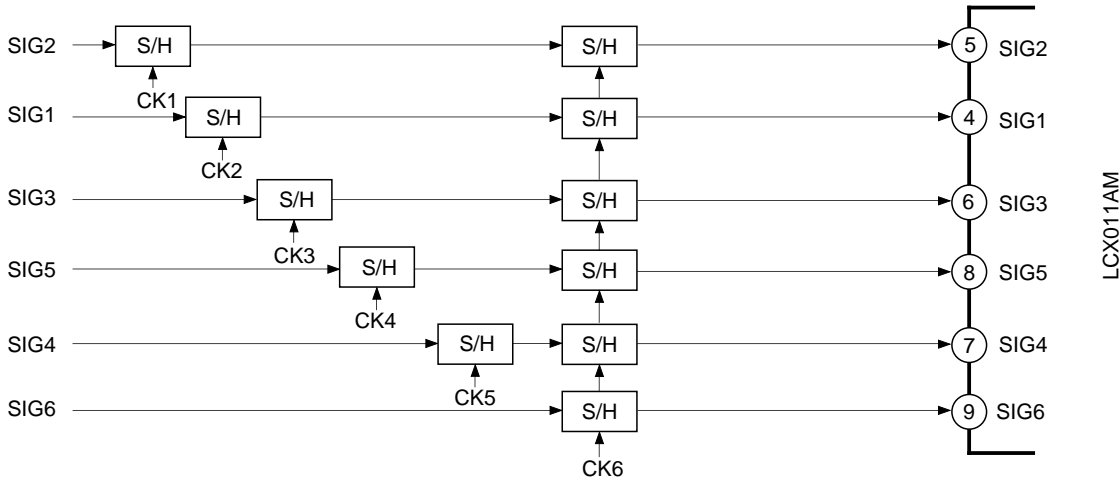 SIG2 S/H S/H 5 SIG2
CK1
SIG1 S/H S/H 4 SIG1
CK2
SIG3 S/H S/H 6 SIG3
CK3
SIG5 S/H S/H 8 SIG5
CK4
SIG4 S/H S/H 7 SIG4
CK5
SIG6 S/H 9 SIG6
CK6
LCX011AM